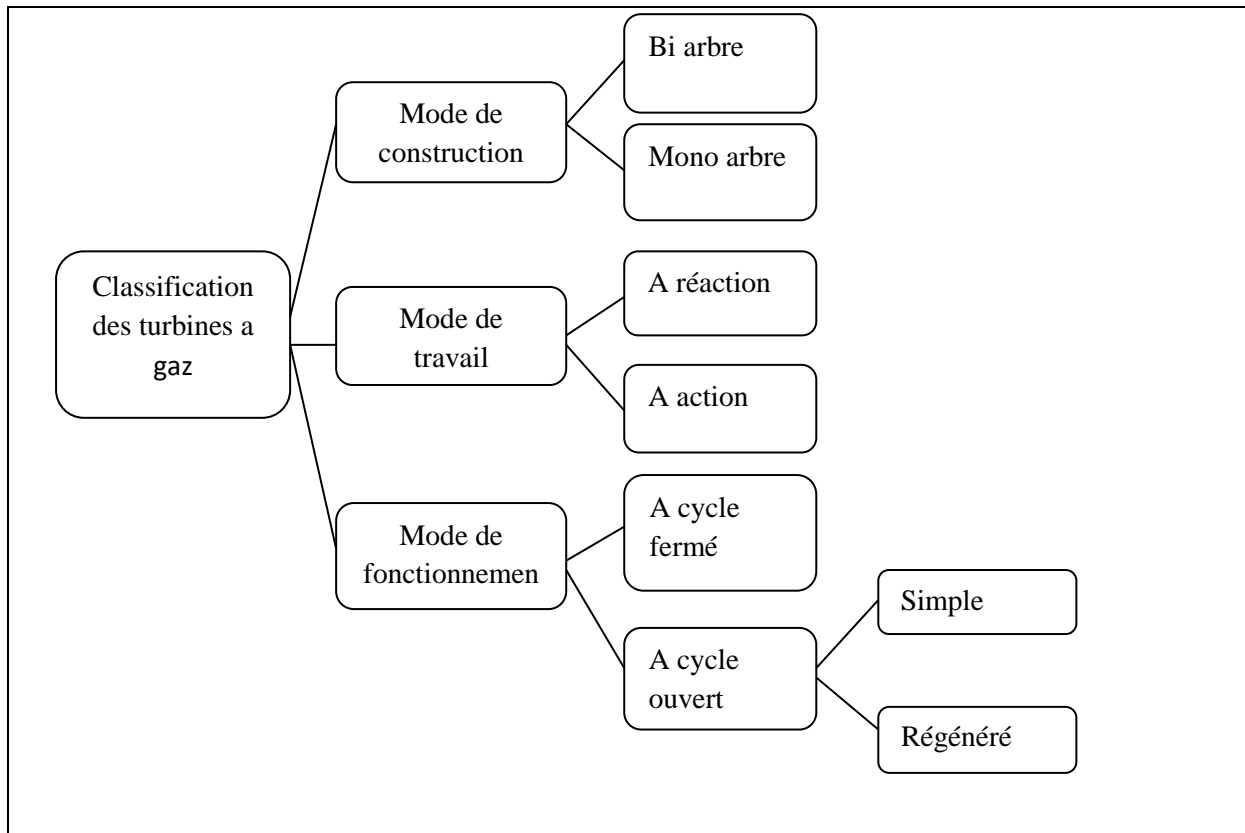 Classification
des turbines a
gaz
Mode de
construction
Bi arbre
Mono arbre
Mode de
travail
A réaction
A action
Mode de
fonctionnemen
A cycle
fermé
A cycle
ouvert
Simple
Régénéré